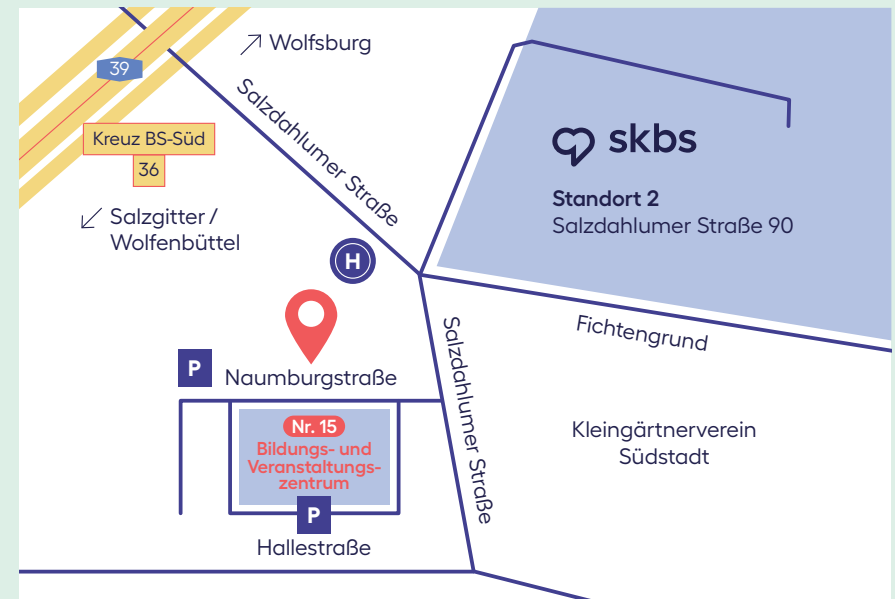 Wolfsburg
39
Salzdahlumer Straße
Kreuz BS-Süd
36
Salzgitter /
Wolfenbüttel
H
skbs
Standort 2
Salzdahlumer Straße 90
Fichtengrund
Salzdahlumer Straße
P
Naumburgstraße
Nr. 15
Bildungs- und
Veranstaltungs-
zentrum
P
Hallestraße
Kleingärtnerverein
Südstadt